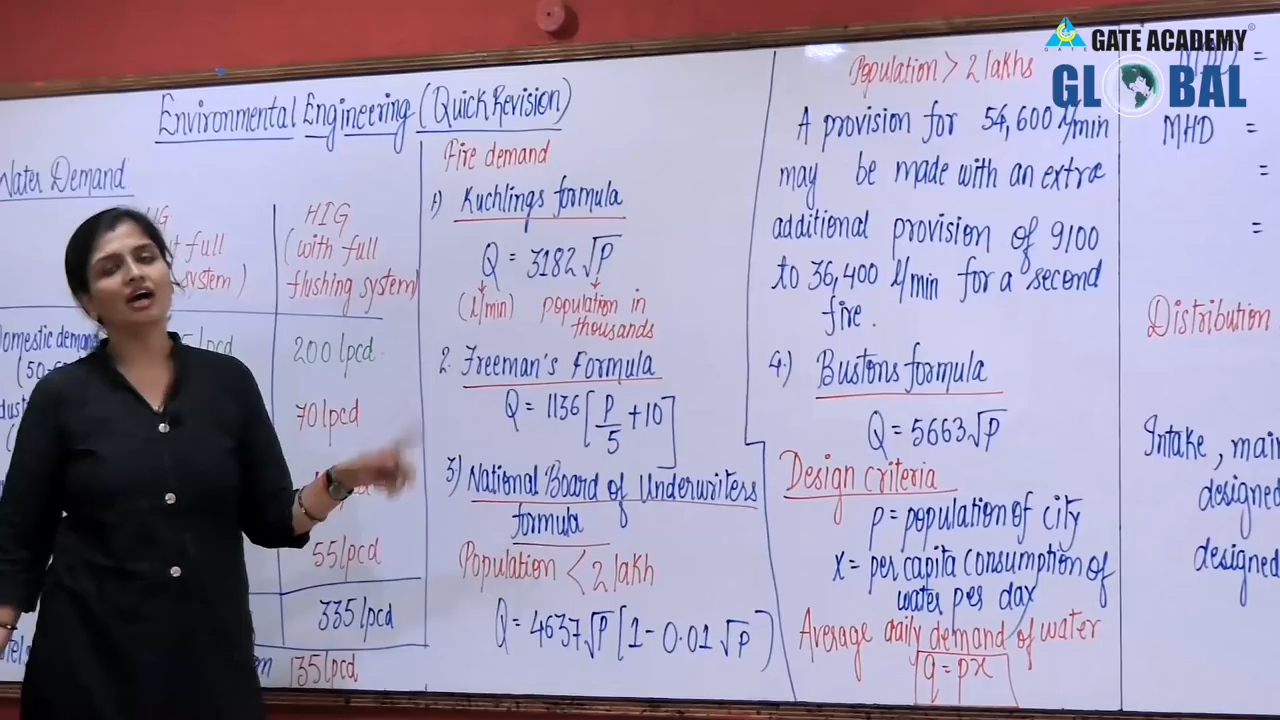 GATE ACADEMY
GATE
GLOBAL
Environmental Engineering (Quick Revision)
Water Demand
HIG
(with full
flushing system)
full
system)
Domestic demand
200 lpcd
70 lpcd
55 lpcd
335 lpcd
135 lpcd
Fire demand
1) Kuchlings formula
Q = 3182 √P
(l/min) population in
thousands
2. Freeman's Formula
Q = 1136 [P/5 + 10]
3) National Board of Underwriters
formula
Population < 2 lakh
Q = 4637 √P [1 - 0.01 √P]
Population > 2 lakhs
A provision for 54,600 l/min
may be made with an extra
additional provision of 9100
to 36,400 l/min for a second
fire.
4.) Bustons formula
Q = 5663 √P
Design criteria
p = population of city
x = per capita consumption of
water per day
Average daily demand of water
q = px
MHD =
=
=
Distribution
Intake, main
designed
designed